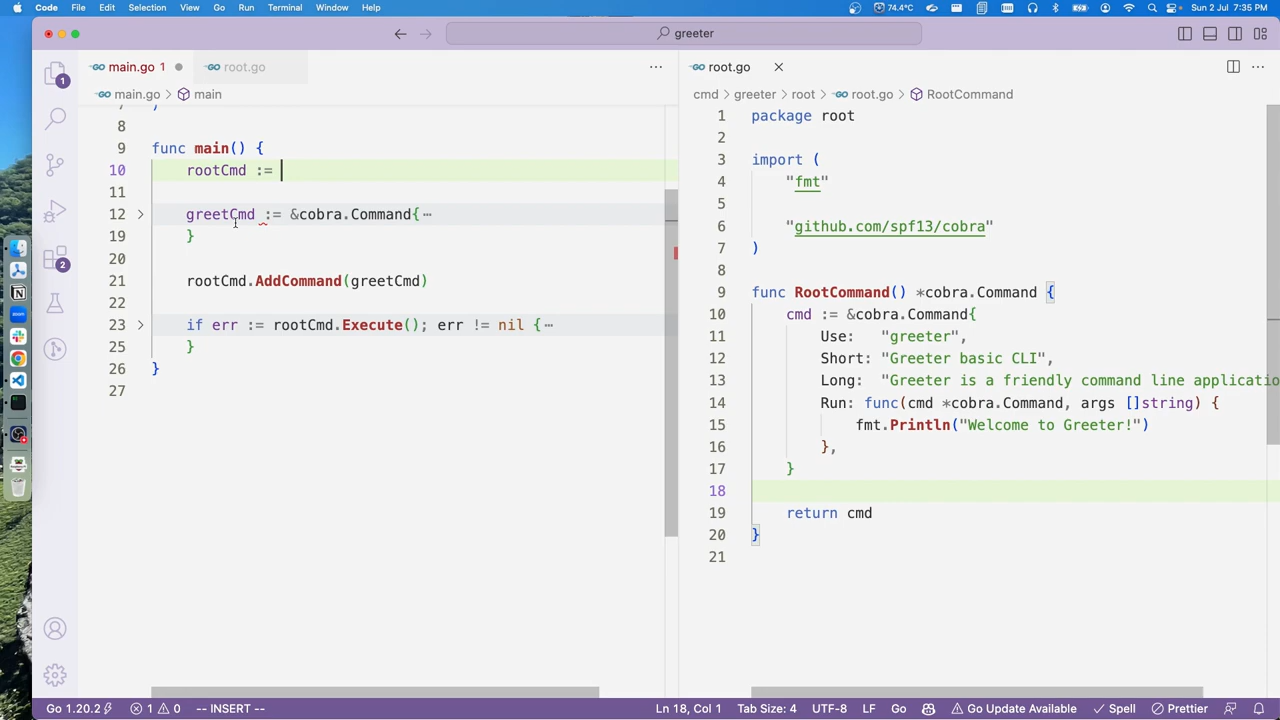 Code File Edit Selection View Go Run Terminal Window Help 74.4°C Sun 2 Jul 7:35 PM
greeter
main.go 1 root.go
main.go > main
7 )
8
9 func main() {
10 rootCmd :=
11
12 greetCmd := &cobra.Command{⋯
19 }
20
21 rootCmd.AddCommand(greetCmd)
22
23 if err := rootCmd.Execute(); err != nil {⋯
25 }
26 }
27
root.go
cmd > greeter > root > root.go > RootCommand
1 package root
2
3 import (
4 "fmt"
5
6 "github.com/spf13/cobra"
7 )
8
9 func RootCommand() *cobra.Command {
10 cmd := &cobra.Command{
11 Use: "greeter",
12 Short: "Greeter basic CLI",
13 Long: "Greeter is a friendly command line applicatio
14 Run: func(cmd *cobra.Command, args []string) {
15 fmt.Println("Welcome to Greeter!")
16 },
17 }
18
19 return cmd
20 }
21
1
2
Go 1.20.2 1 0 -- INSERT -- Ln 18, Col 1 Tab Size: 4 UTF-8 LF Go Go Update Available Spell Prettier